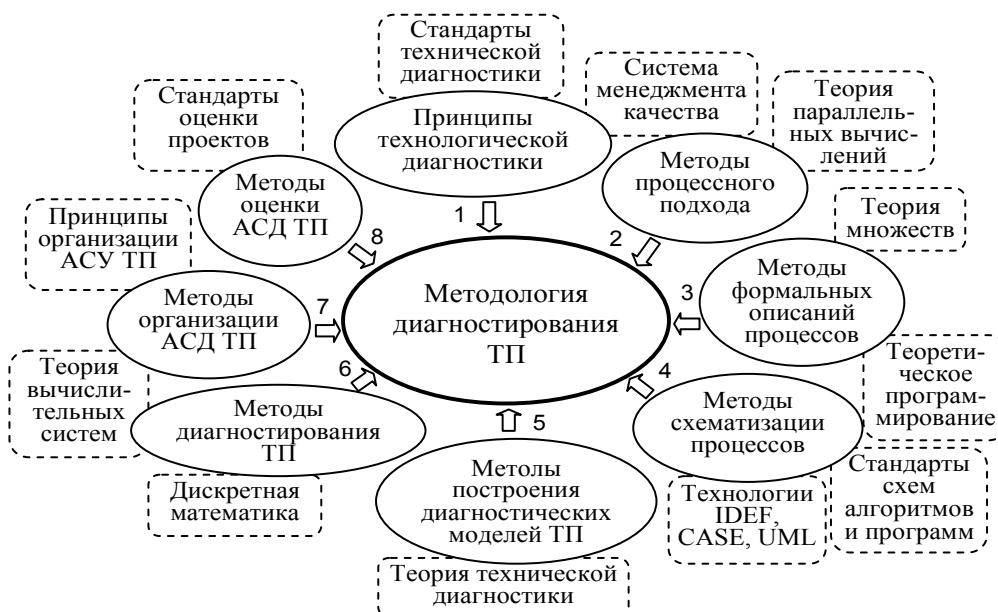 Стандарты
технической
диагностики
Система
менеджмента
качества
Теория
параллель-
ных вычис-
лений
Стандарты
оценки
проектов
Принципы
технологической
диагностики
Методы
процессного
подхода
Методы
оценки
АСД ТП
1
2
8
Теория
множеств
Принципы
организации
АСУ ТП
Методы
формальных
описаний
процессов
3
Методология
диагностирования
ТП
7
Методы
организации
АСД ТП
Теория
вычисли-
тельных
систем
6
4
Теорети-
ческое
програм-
мирование
Методы
диагностирования
ТП
5
Методы
схематизации
процессов
Метолы
построения
диагностических
моделей ТП
Дискретная
математика
Технологии
IDEF,
CASE, UML
Стандарты
схем
алгоритмов
и программ
Теория технической
диагностики